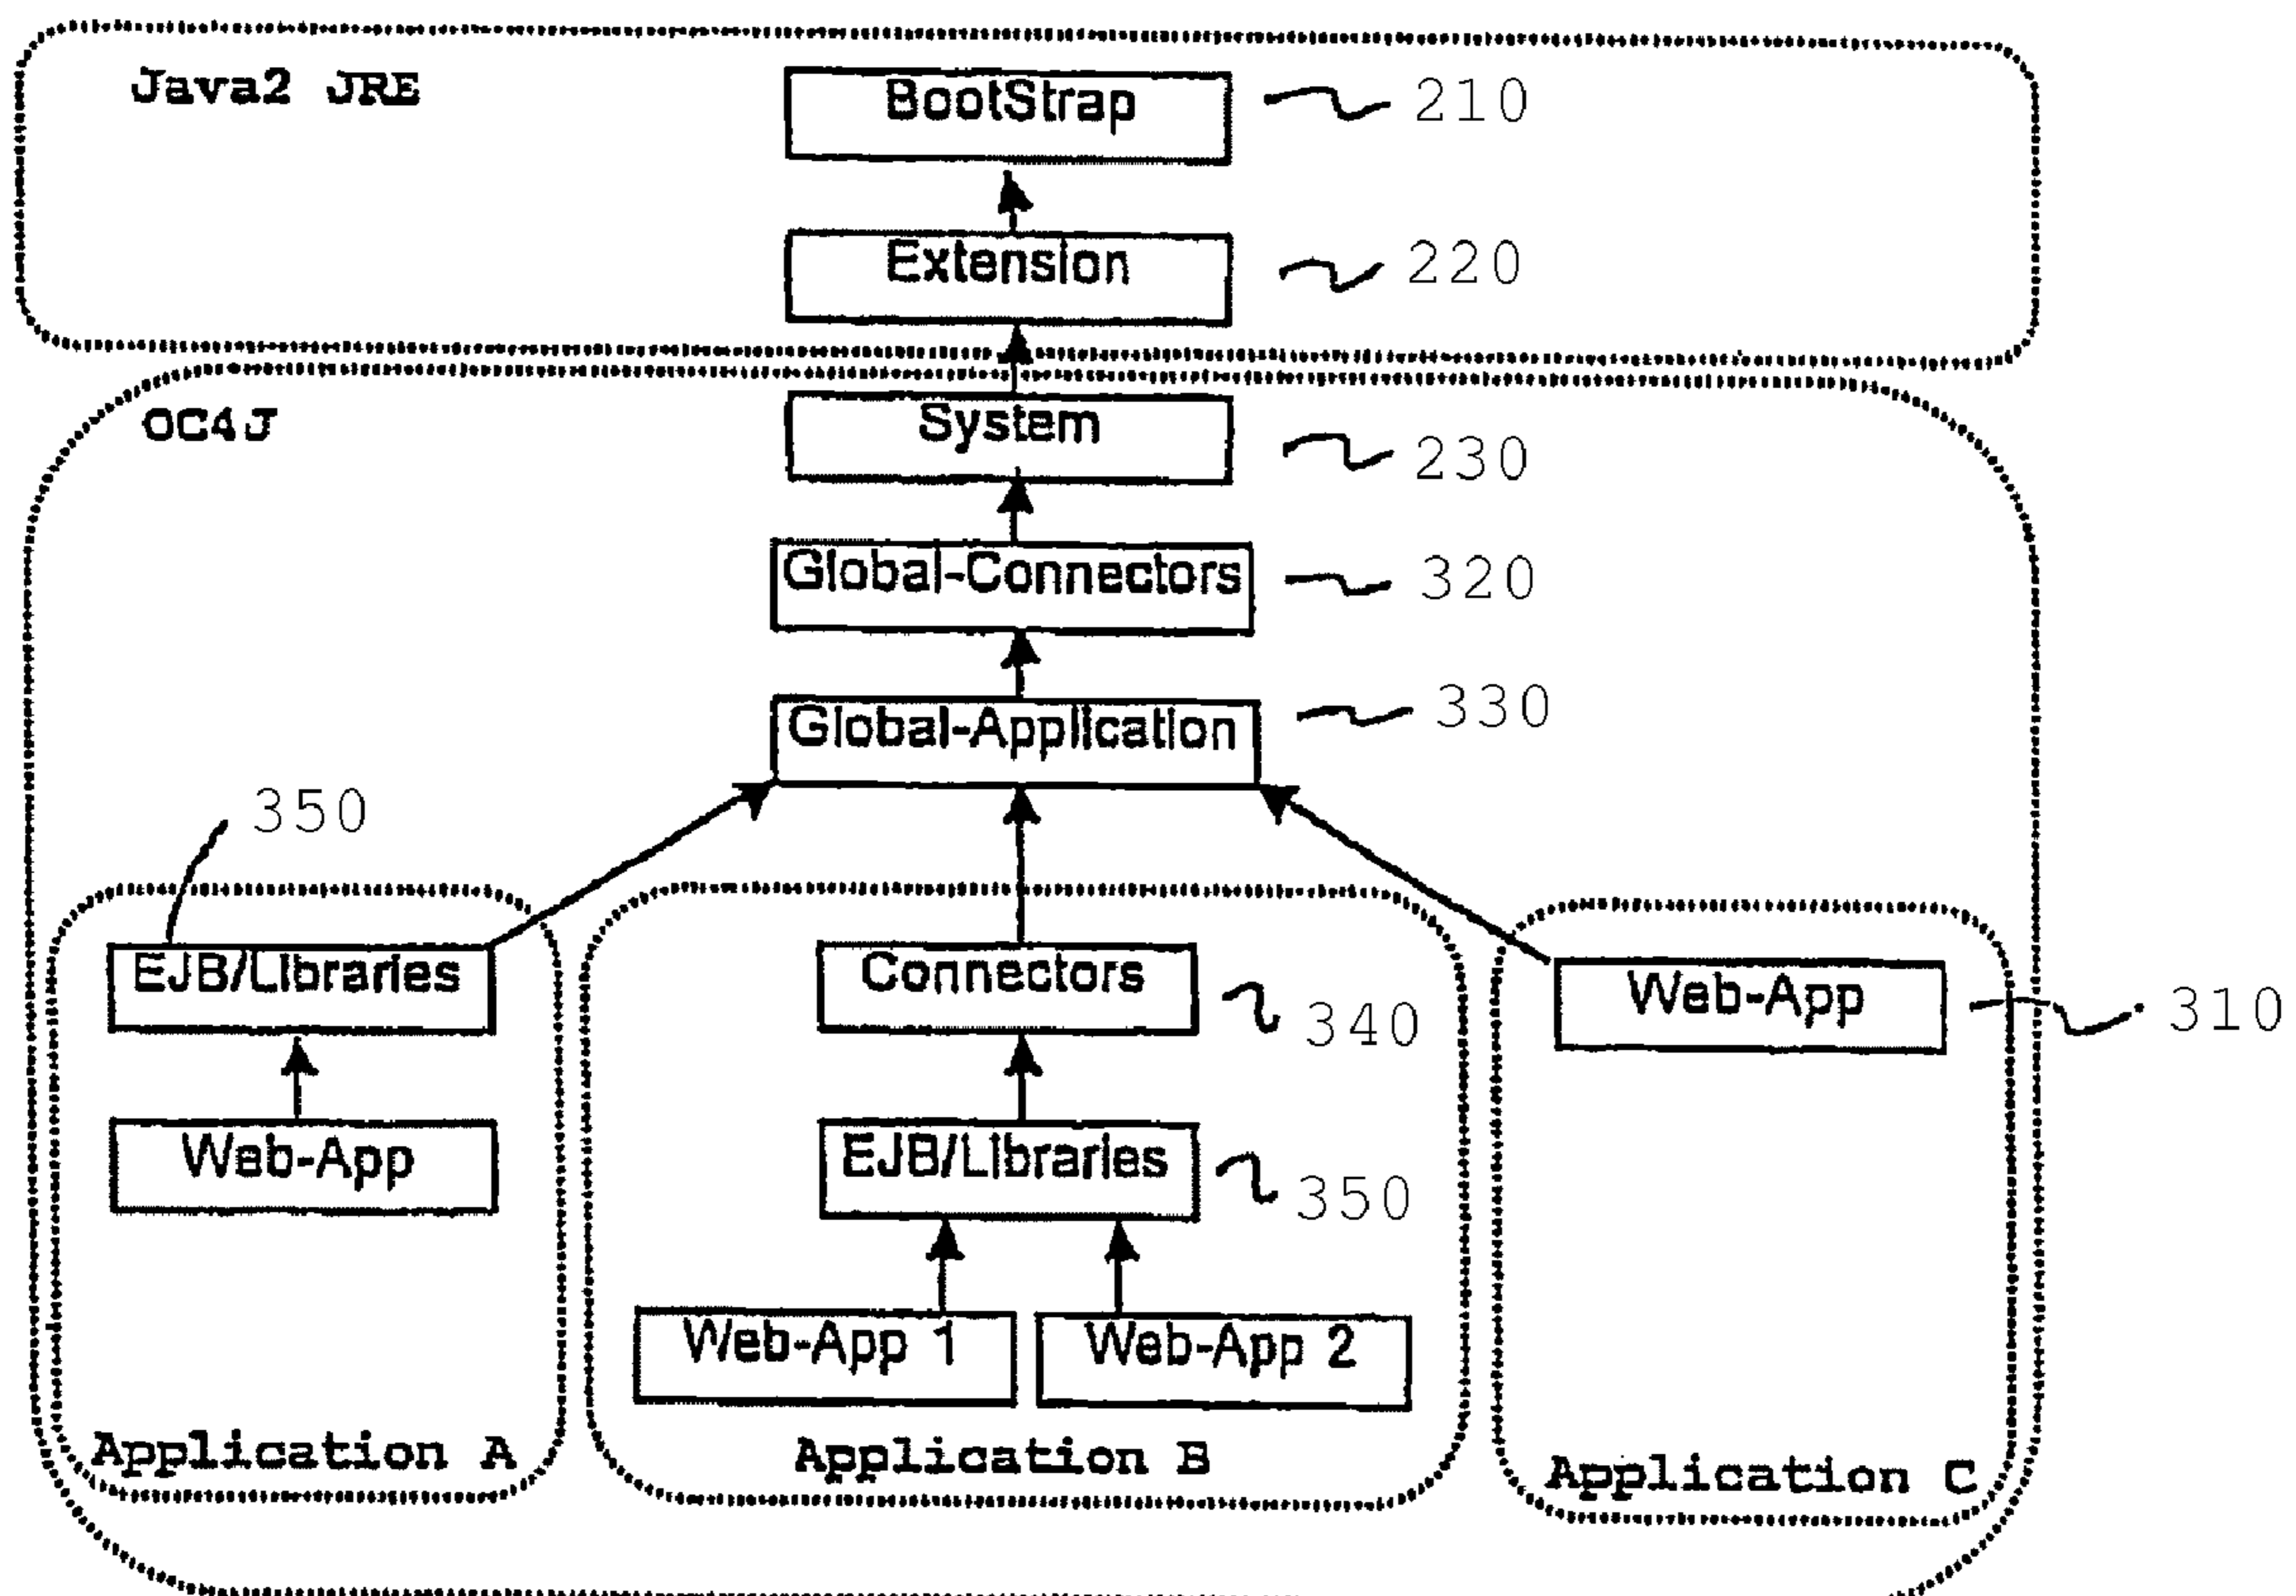 Java2 JRE
BootStrap
210
Extension
220
OC4J
System
230
Global-Connectors
320
Global-Application
330
350
EJB/Libraries
Web-App
Application A
Connectors
340
EJB/Libraries
350
Web-App 1
Web-App 2
Application B
Web-App
310
Application C